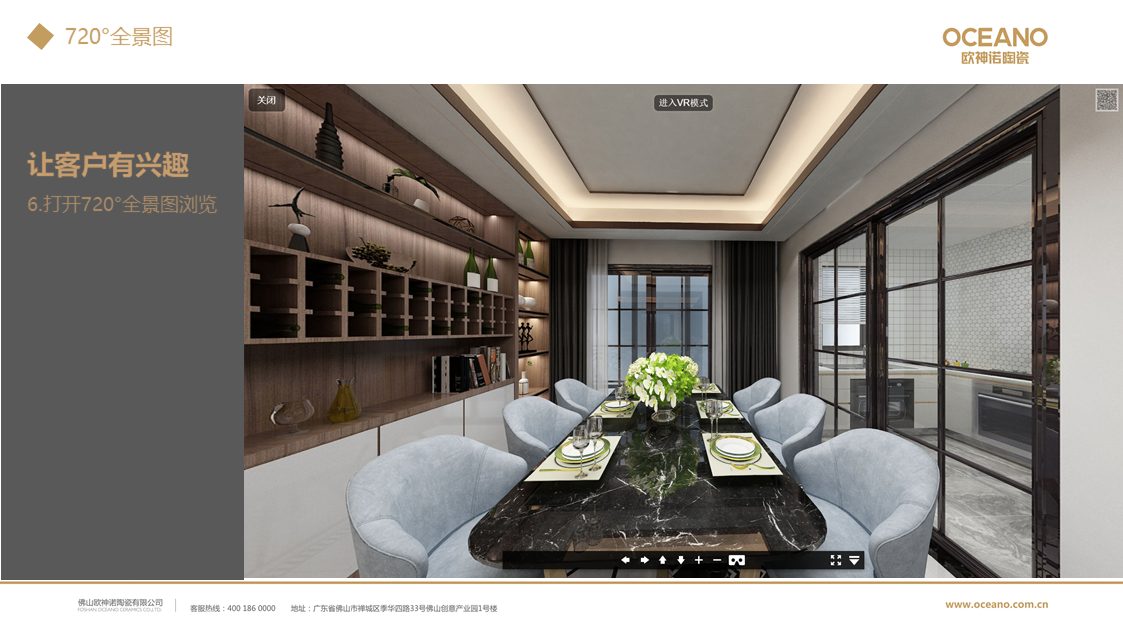 720°全景图
OCEANO
欧神诺陶瓷
关闭
进入VR模式
让客户有兴趣
6.打开720°全景图浏览
佛山欧神诺陶瓷有限公司
FOSHAN OCEANO CERAMICS CO.,LTD.
客服热线：400 186 0000 地址：广东省佛山市禅城区季华四路33号佛山创意产业园1号楼
www.oceano.com.cn